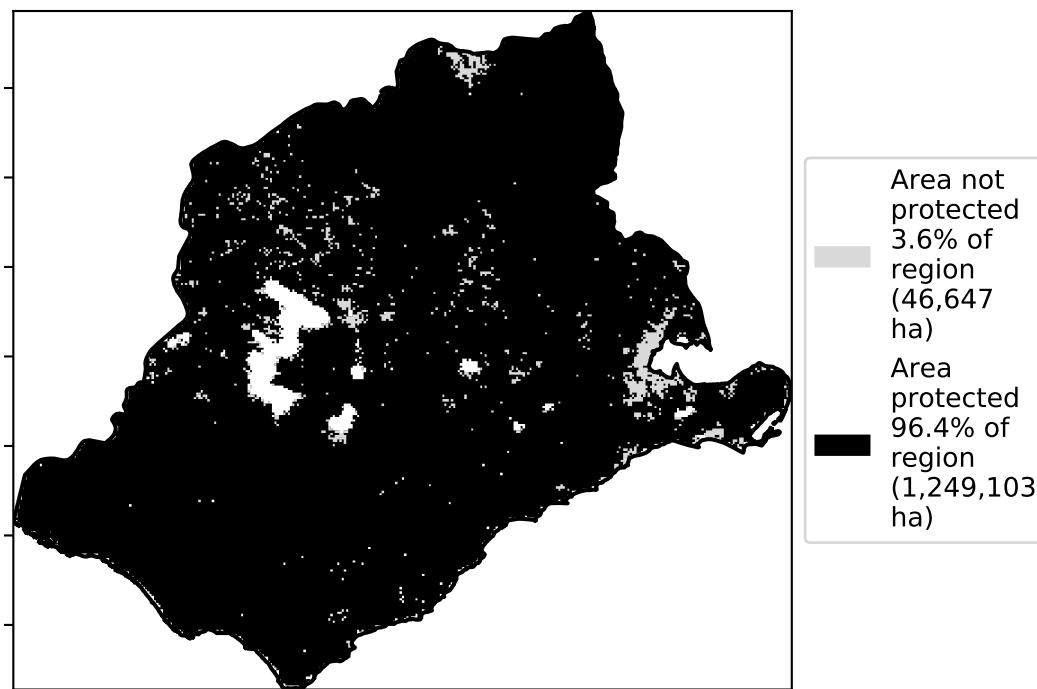 Area not
protected
3.6% of
region
(46,647
ha)
Area
protected
96.4% of
region
(1,249,103
ha)